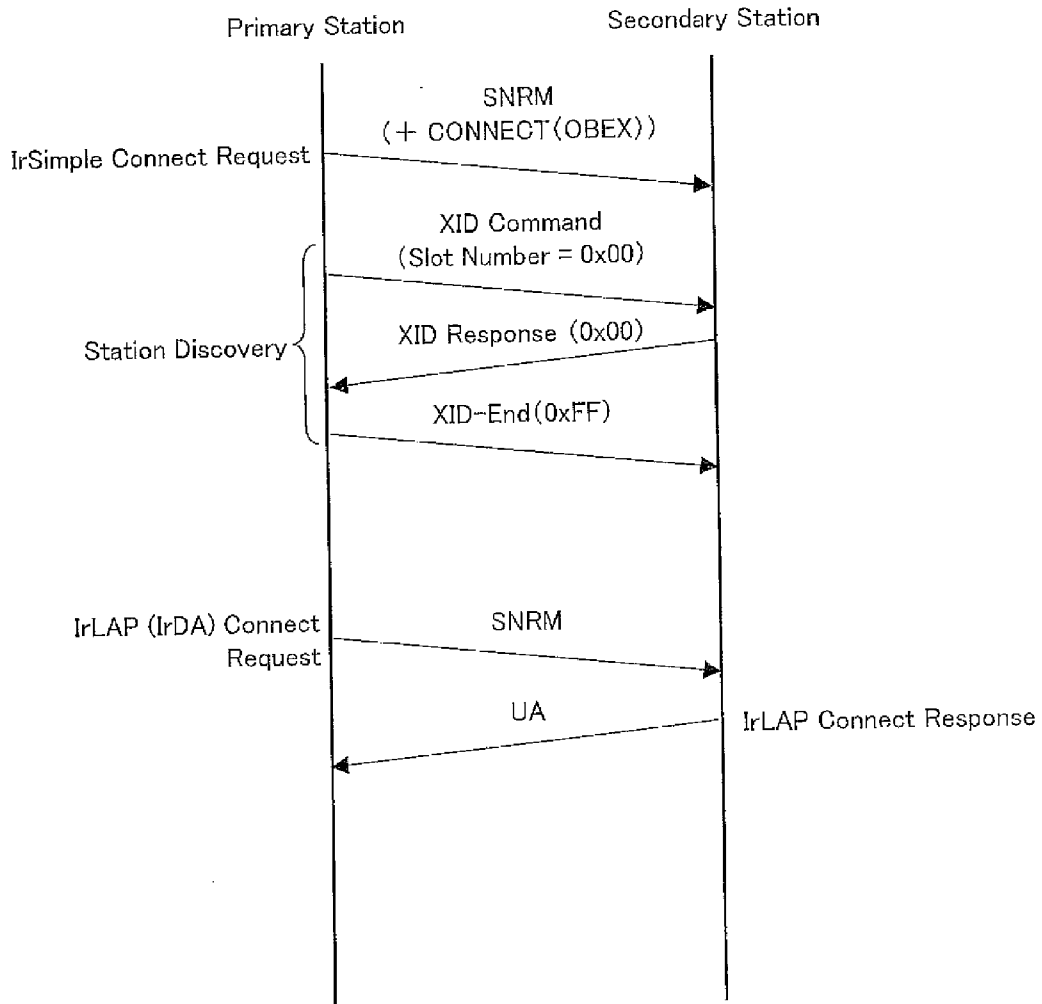 Primary Station
Secondary Station
SNRM
(+ CONNECT(OBEX))
IrSimple Connect Request
XID Command
(Slot Number = 0x00)
XID Response (0x00)
Station Discovery
XID-End(0xFF)
IrLAP (IrDA) Connect
Request
SNRM
UA
IrLAP Connect Response